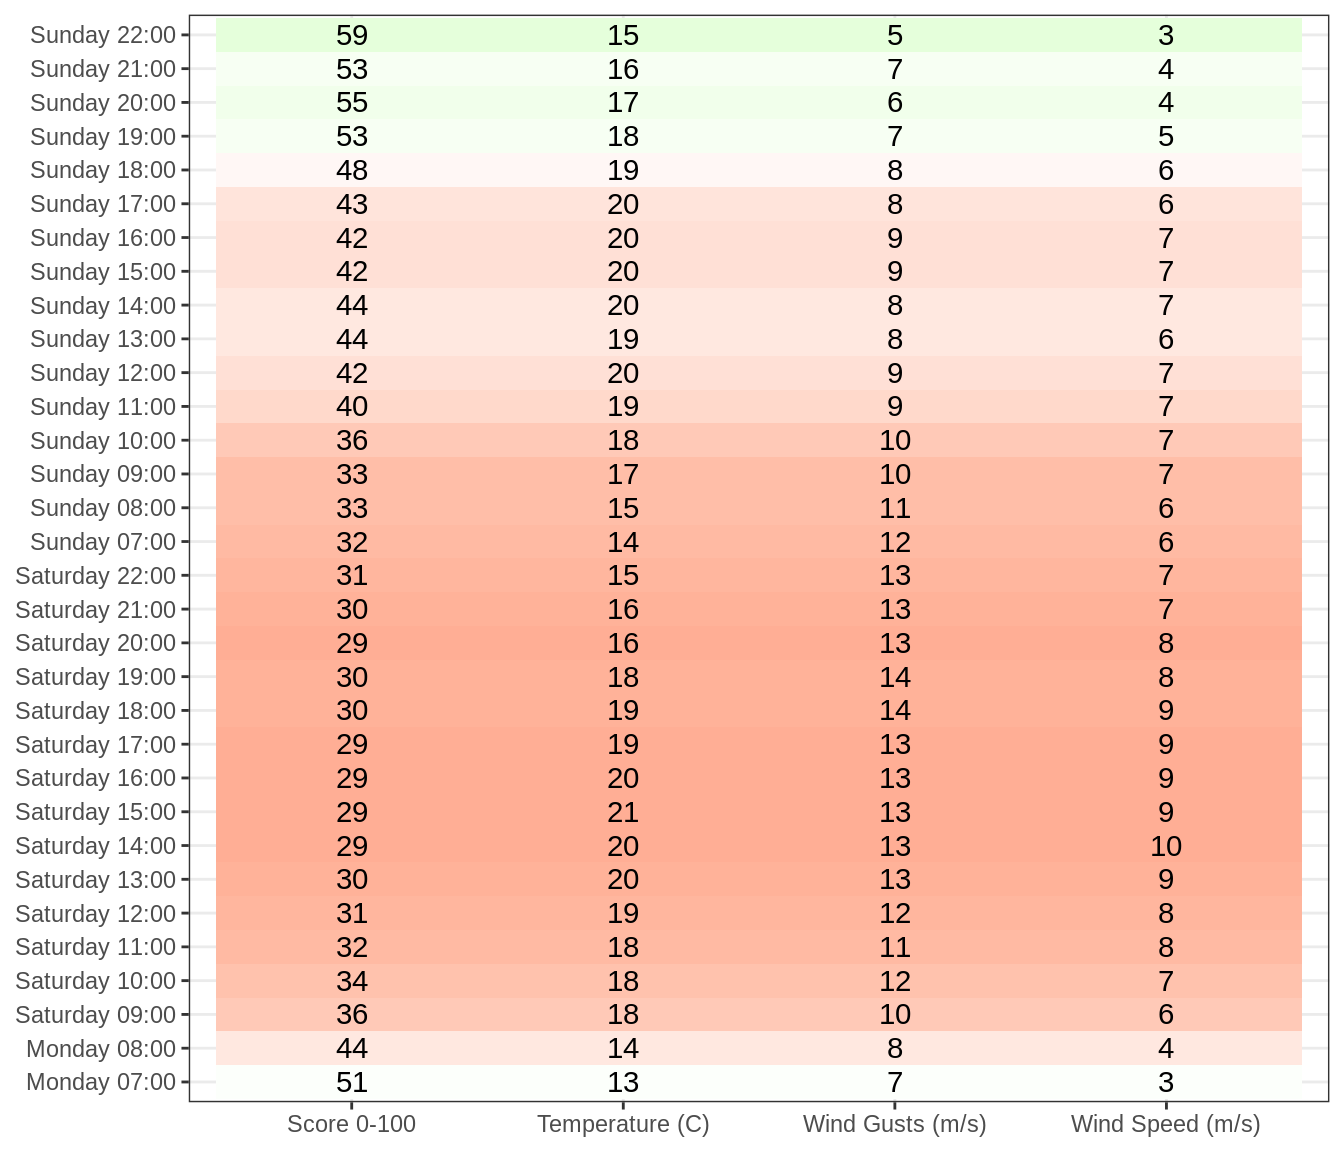 Sunday 22:00 59 15 5 3
Sunday 21:00 53 16 7 4
Sunday 20:00 55 17 6 4
Sunday 19:00 53 18 7 5
Sunday 18:00 48 19 8 6
Sunday 17:00 43 20 8 6
Sunday 16:00 42 20 9 7
Sunday 15:00 42 20 9 7
Sunday 14:00 44 20 8 7
Sunday 13:00 44 19 8 6
Sunday 12:00 42 20 9 7
Sunday 11:00 40 19 9 7
Sunday 10:00 36 18 10 7
Sunday 09:00 33 17 10 7
Sunday 08:00 33 15 11 6
Sunday 07:00 32 14 12 6
Saturday 22:00 31 15 13 7
Saturday 21:00 30 16 13 7
Saturday 20:00 29 16 13 8
Saturday 19:00 30 18 14 8
Saturday 18:00 30 19 14 9
Saturday 17:00 29 19 13 9
Saturday 16:00 29 20 13 9
Saturday 15:00 29 21 13 9
Saturday 14:00 29 20 13 10
Saturday 13:00 30 20 13 9
Saturday 12:00 31 19 12 8
Saturday 11:00 32 18 11 8
Saturday 10:00 34 18 12 7
Saturday 09:00 36 18 10 6
Monday 08:00 44 14 8 4
Monday 07:00 51 13 7 3
Score 0-100 Temperature (C) Wind Gusts (m/s) Wind Speed (m/s)